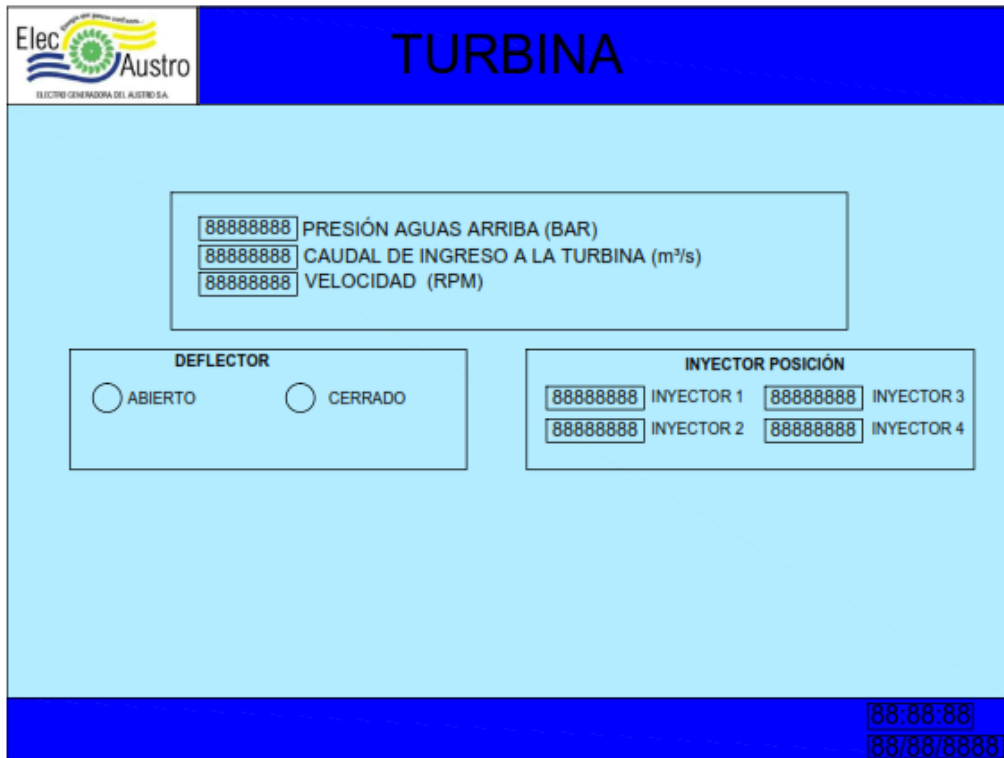 Elec
Austro
ELECTRO GENERADORA DEL AUSTRO S.A.
TURBINA
88888888 PRESIÓN AGUAS ARRIBA (BAR)
88888888 CAUDAL DE INGRESO A LA TURBINA (m³/s)
88888888 VELOCIDAD (RPM)
DEFLECTOR
ABIERTO CERRADO
INYECTOR POSICIÓN
88888888 INYECTOR 1 88888888 INYECTOR 3
88888888 INYECTOR 2 88888888 INYECTOR 4
88:88:88
88/88/8888